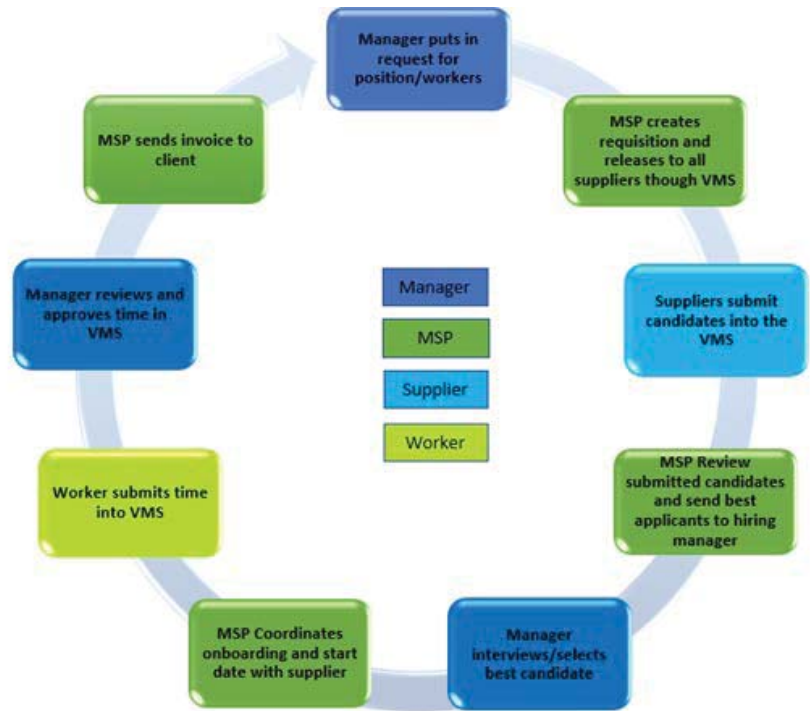 Manager puts in
request for
position/workers
MSP creates
requisition and
releases to all
suppliers though VMS
Suppliers submit
candidates into the
VMS
MSP Review
submitted candidates
and send best
applicants to hiring
manager
Manager
interviews/selects
best candidate
MSP Coordinates
onboarding and start
date with supplier
Worker submits time
into VMS
Manager reviews and
approves time in
VMS
MSP sends invoice to
client
Manager
MSP
Supplier
Worker